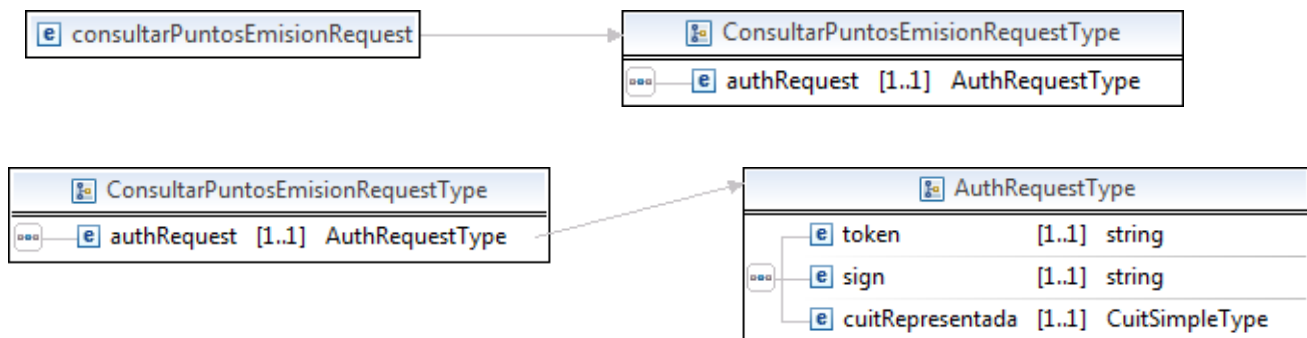 consultarPuntosEmisionRequest
ConsultarPuntosEmisionRequestType
authRequest [1..1] AuthRequestType
ConsultarPuntosEmisionRequestType
authRequest [1..1] AuthRequestType
AuthRequestType
token [1..1] string
sign [1..1] string
cuitRepresentada [1..1] CuitSimpleType